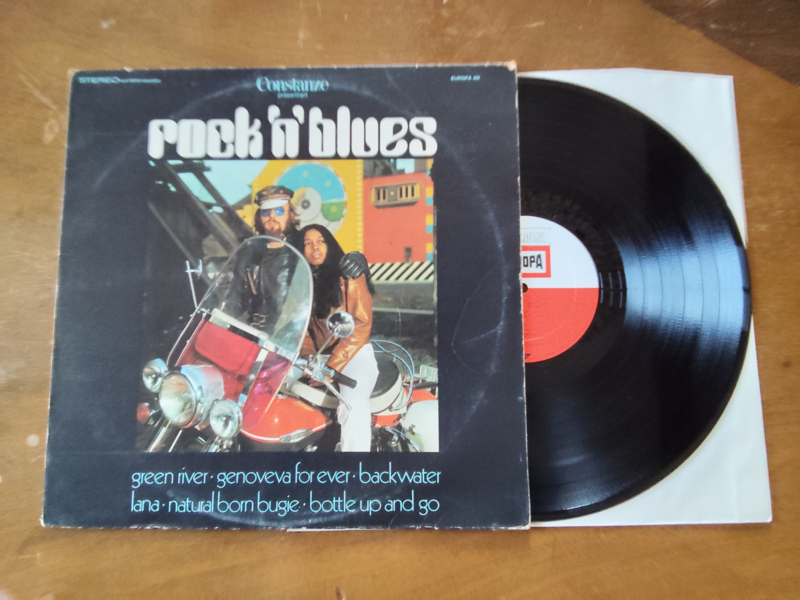 STEREO
Constanze
präsentiert
EUROPA
rock 'n' blues
OPA
green river · genoveva for ever · backwater
lana · natural born bugie · bottle up and go